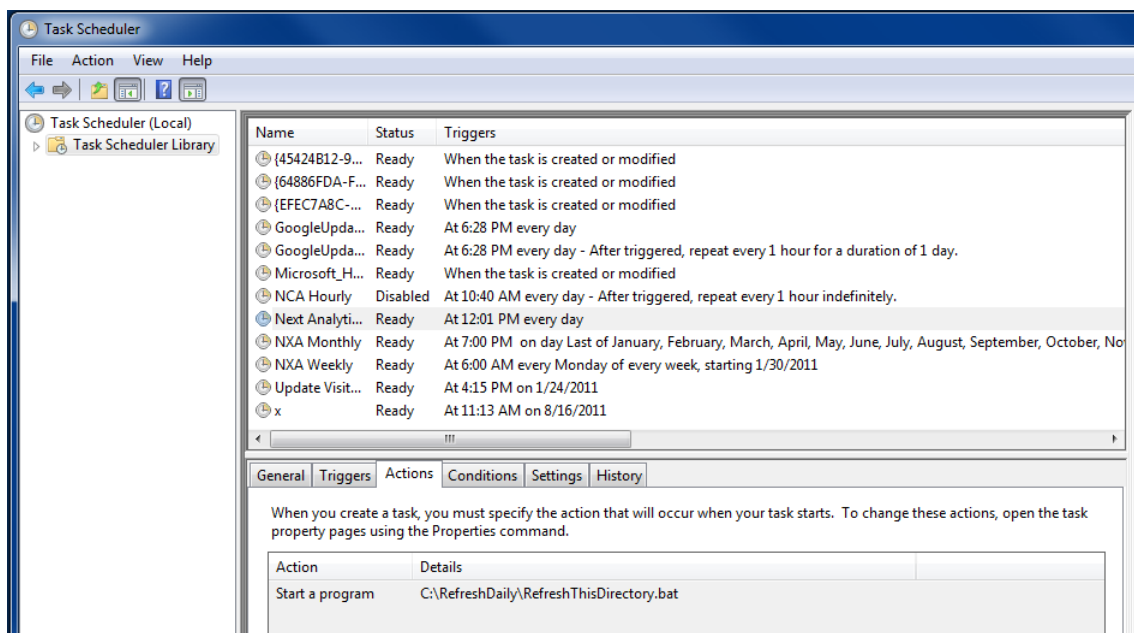 Task Scheduler
File Action View Help
Task Scheduler (Local)
Task Scheduler Library
Name Status Triggers
{45424B12-9... Ready When the task is created or modified
{64886FDA-F... Ready When the task is created or modified
{EFEC7A8C-... Ready When the task is created or modified
GoogleUpda... Ready At 6:28 PM every day
GoogleUpda... Ready At 6:28 PM every day - After triggered, repeat every 1 hour for a duration of 1 day.
Microsoft_H... Ready When the task is created or modified
NCA Hourly Disabled At 10:40 AM every day - After triggered, repeat every 1 hour indefinitely.
Next Analyti... Ready At 12:01 PM every day
NXA Monthly Ready At 7:00 PM on day Last of January, February, March, April, May, June, July, August, September, October, No
NXA Weekly Ready At 6:00 AM every Monday of every week, starting 1/30/2011
Update Visit... Ready At 4:15 PM on 1/24/2011
x Ready At 11:13 AM on 8/16/2011
General Triggers Actions Conditions Settings History
When you create a task, you must specify the action that will occur when your task starts. To change these actions, open the task
property pages using the Properties command.
Action Details
Start a program C:\RefreshDaily\RefreshThisDirectory.bat